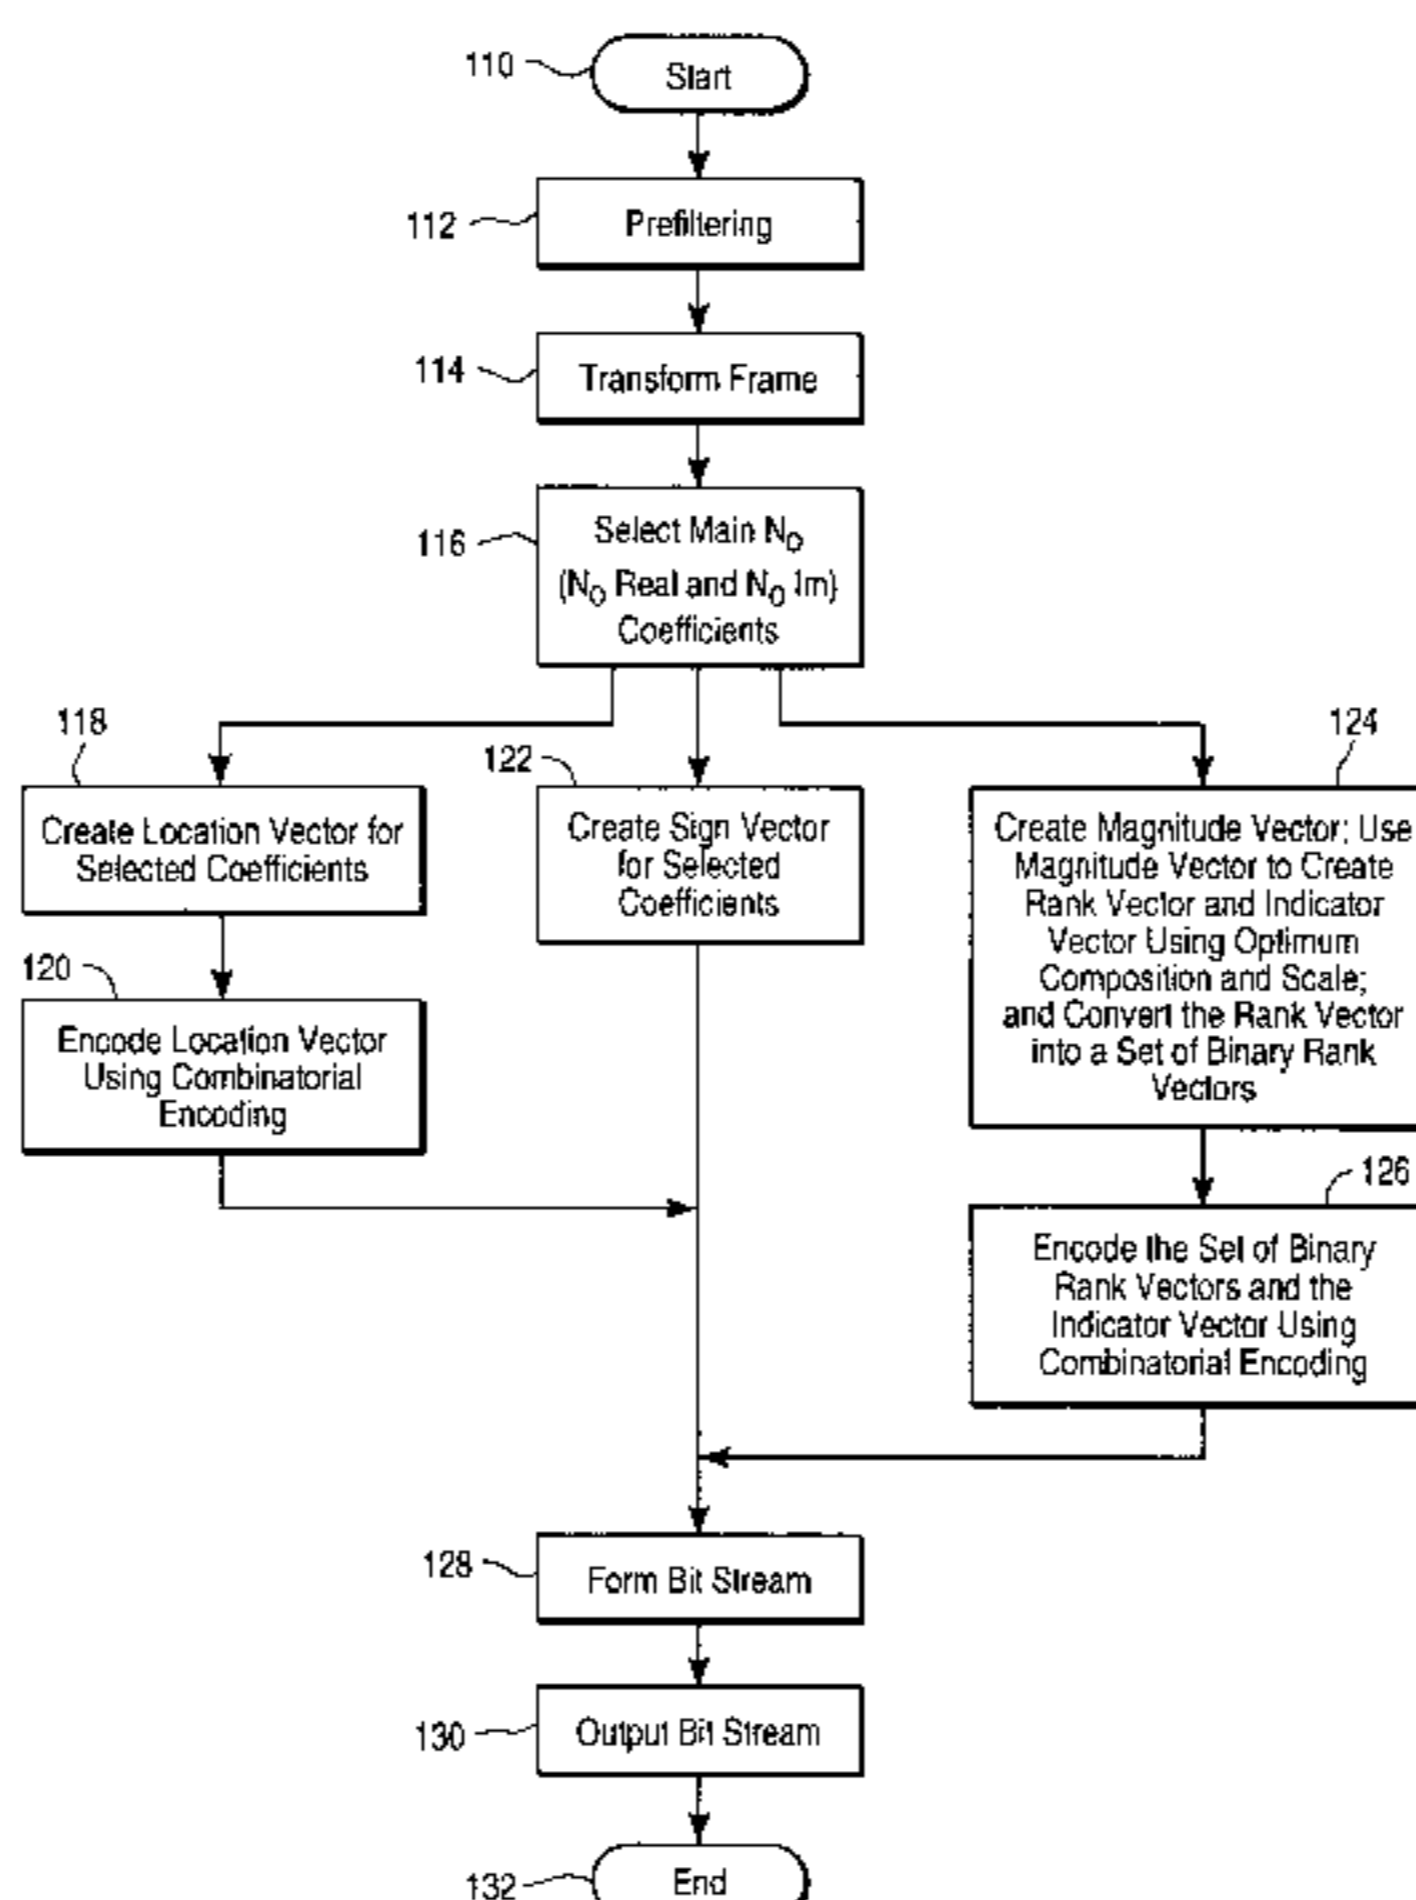 110
Start
112
Prefiltering
114
Transform Frame
116
Select Main N₀
(N₀ Real and N₀ Im)
Coefficients
118
Create Location Vector for
Selected Coefficients
120
Encode Location Vector
Using Combinatorial
Encoding
122
Create Sign Vector
for Selected
Coefficients
124
Create Magnitude Vector; Use
Magnitude Vector to Create
Rank Vector and Indicator
Vector Using Optimum
Composition and Scale;
and Convert the Rank Vector
into a Set of Binary Rank
Vectors
126
Encode the Set of Binary
Rank Vectors and the
Indicator Vector Using
Combinatorial Encoding
128
Form Bit Stream
130
Output Bit Stream
132
End